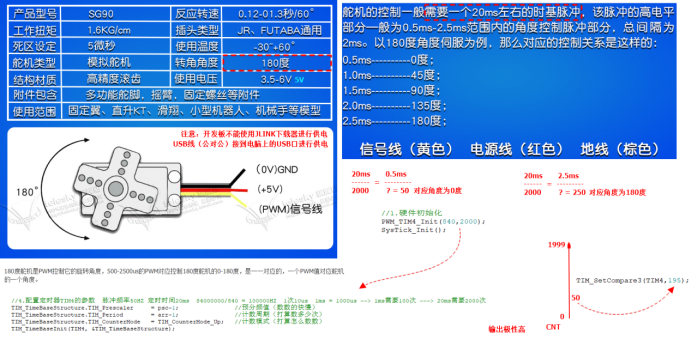 产品型号 SG90 反应转速 0.12-01.3秒/60°
工作扭矩 1.6KG/cm 插头类型 JR、FUTABA通用
死区设定 5微秒 使用温度 -30°+60°
舵机类型 模拟舵机 转角角度 180度
结构材质 高精度滚齿 使用电压 3.5-6V 5V
附件包含 多功能舵脚，摇臂，固定螺丝等附件
使用范围 固定翼、直升KT、滑翔、小型机器人、机械手等模型
注意：开发板不能使用JLINK下载器进行供电
USB线（公对公）接到电脑上的USB口进行供电
180°
(0V)GND
(+5V)
(PWM)信号线
舵机的控制一般需要一个20ms左右的时基脉冲，该脉冲的高电平
部分一般为0.5ms-2.5ms范围内的角度控制脉冲部分，总间隔为
2ms。以180度角度伺服为例，那么对应的控制关系是这样的：
0.5ms----------0度；
1.0ms----------45度；
1.5ms----------90度；
2.0ms----------135度；
2.5ms----------180度；
信号线（黄色） 电源线（红色） 地线（棕色）
20ms 0.5ms
------ = ------
2000 ? = 50 对应角度为0度
20ms 2.5ms
------ = ------
2000 ? = 250 对应角度为180度
//1.硬件初始化
PWM_TIM4_Init(840,2000);
SysTick_Init();
1999
TIM_SetCompare3(TIM4,195);
50
0
输出极性高 CNT
180度舵机是PWM控制它的旋转角度，500-2500us的PWM对应控制180度舵机的0-180度，是一一对应的，一个PWM值对应舵机
的一个角度。
//4.配置定时器TIM4的参数 脉冲频率50HZ 定时时间20ms 84000000/840 = 100000HZ 1次10us 1ms = 1000us --> 1ms需要100次 ---> 20ms需要2000次
TIM_TimeBaseStructure.TIM_Prescaler = psc-1; //预分频值（数数的快慢）
TIM_TimeBaseStructure.TIM_Period = arr-1; //计数周期（打算数多少次）
TIM_TimeBaseStructure.TIM_CounterMode = TIM_CounterMode_Up; //计数模式（打算怎么数数）
TIM_TimeBaseInit(TIM4, &TIM_TimeBaseStructure);